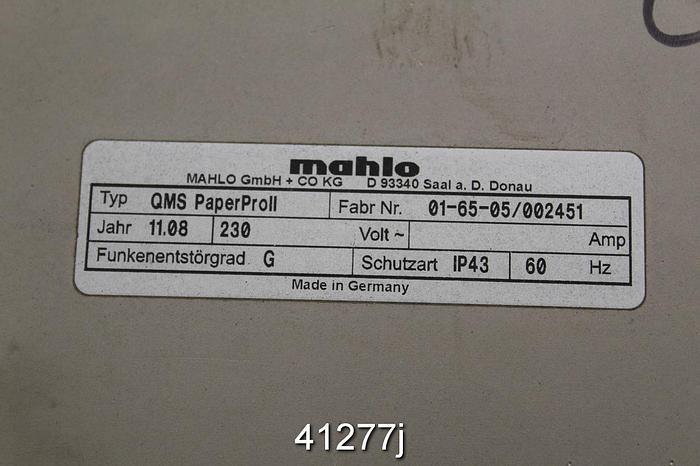 mahlo
MAHLO GmbH + CO KG D 93340 Saal a. D. Donau
Typ QMS PaperProll Fabr Nr. 01-65-05/002451
Jahr 11.08 230 Volt ~ Amp
Funkenentstörgrad G Schutzart IP43 60 Hz
Made in Germany
41277j